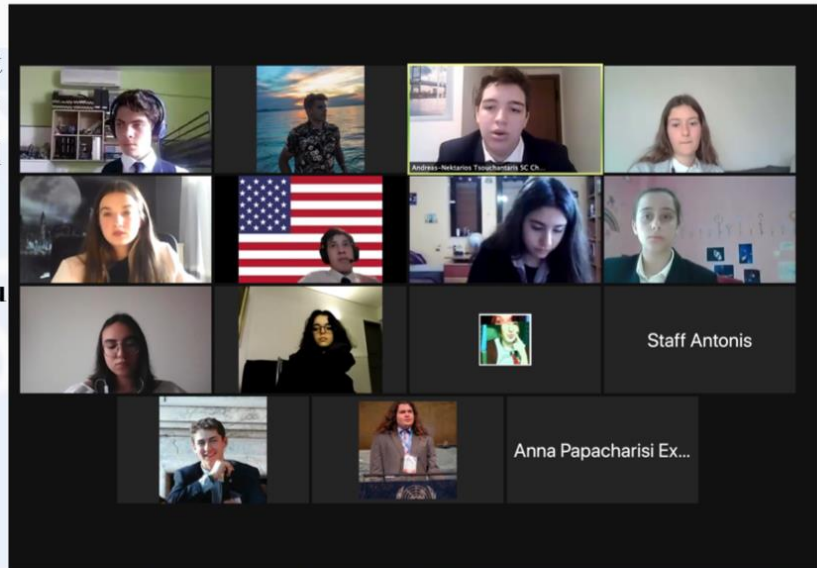 Andreas-Nektarios Tsouchantaris SC Ch...
Staff Antonis
Anna Papacharisi Ex...